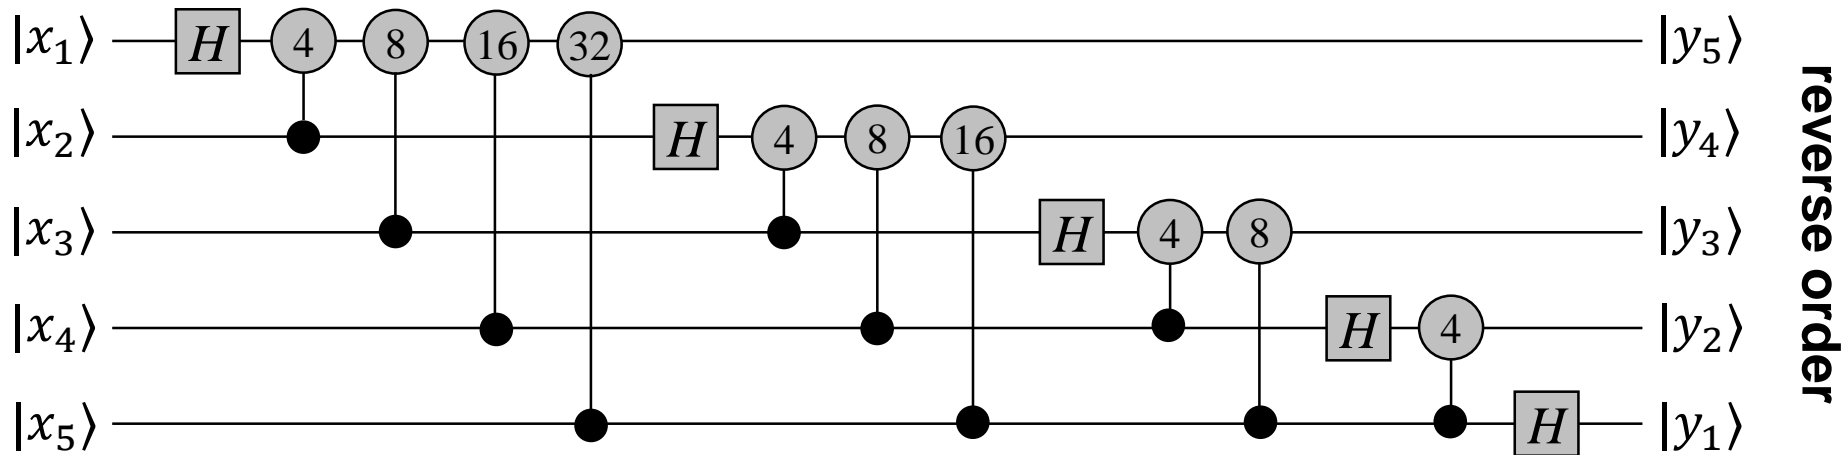 |x₁⟩ H 4 8 16 32 |y₅⟩
|x₂⟩ H 4 8 16 |y₄⟩
|x₃⟩ H 4 8 |y₃⟩
|x₄⟩ H 4 |y₂⟩
|x₅⟩ H |y₁⟩
reverse order